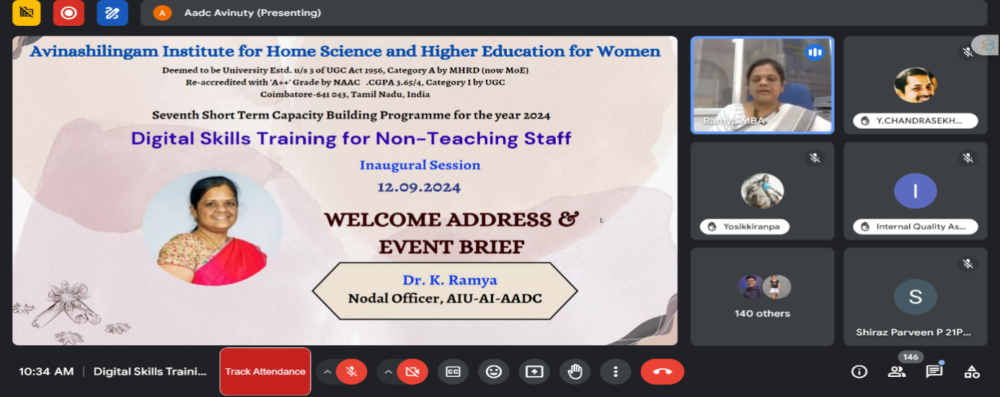 A Aadc Avinuty (Presenting)
Avinashilingam Institute for Home Science and Higher Education for Women
Deemed to be University Estd. u/s 3 of UGC Act 1956, Category A by MHRD (now MoE)
Re-accredited with 'A++' Grade by NAAC .CGPA 3.65/4, Category I by UGC
Coimbatore-641 043, Tamil Nadu, India
Seventh Short Term Capacity Building Programme for the year 2024
Digital Skills Training for Non-Teaching Staff
Inaugural Session
12.09.2024
WELCOME ADDRESS &
EVENT BRIEF
Dr. K. Ramya
Nodal Officer, AIU-AI-AADC
Ramya MBA
Y.CHANDRASEKH...
Yosikkiranpa
I
Internal Quality As...
140 others
S
Shiraz Parveen P 21P...
10:34 AM | Digital Skills Traini...
Track Attendance
CC
146